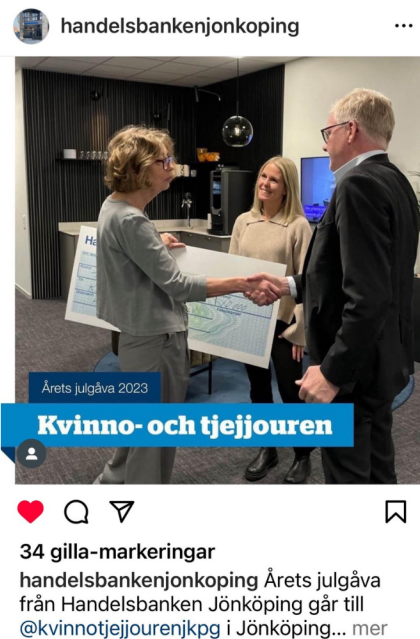 handelsbankenjonkoping
Ha
Årets julgåva 2023
Kvinno- och tjejjouren
34 gilla-markeringar
handelsbankenjonkoping Årets julgåva
från Handelsbanken Jönköping går till
@kvinnotjejjourenjkpg i Jönköping... mer